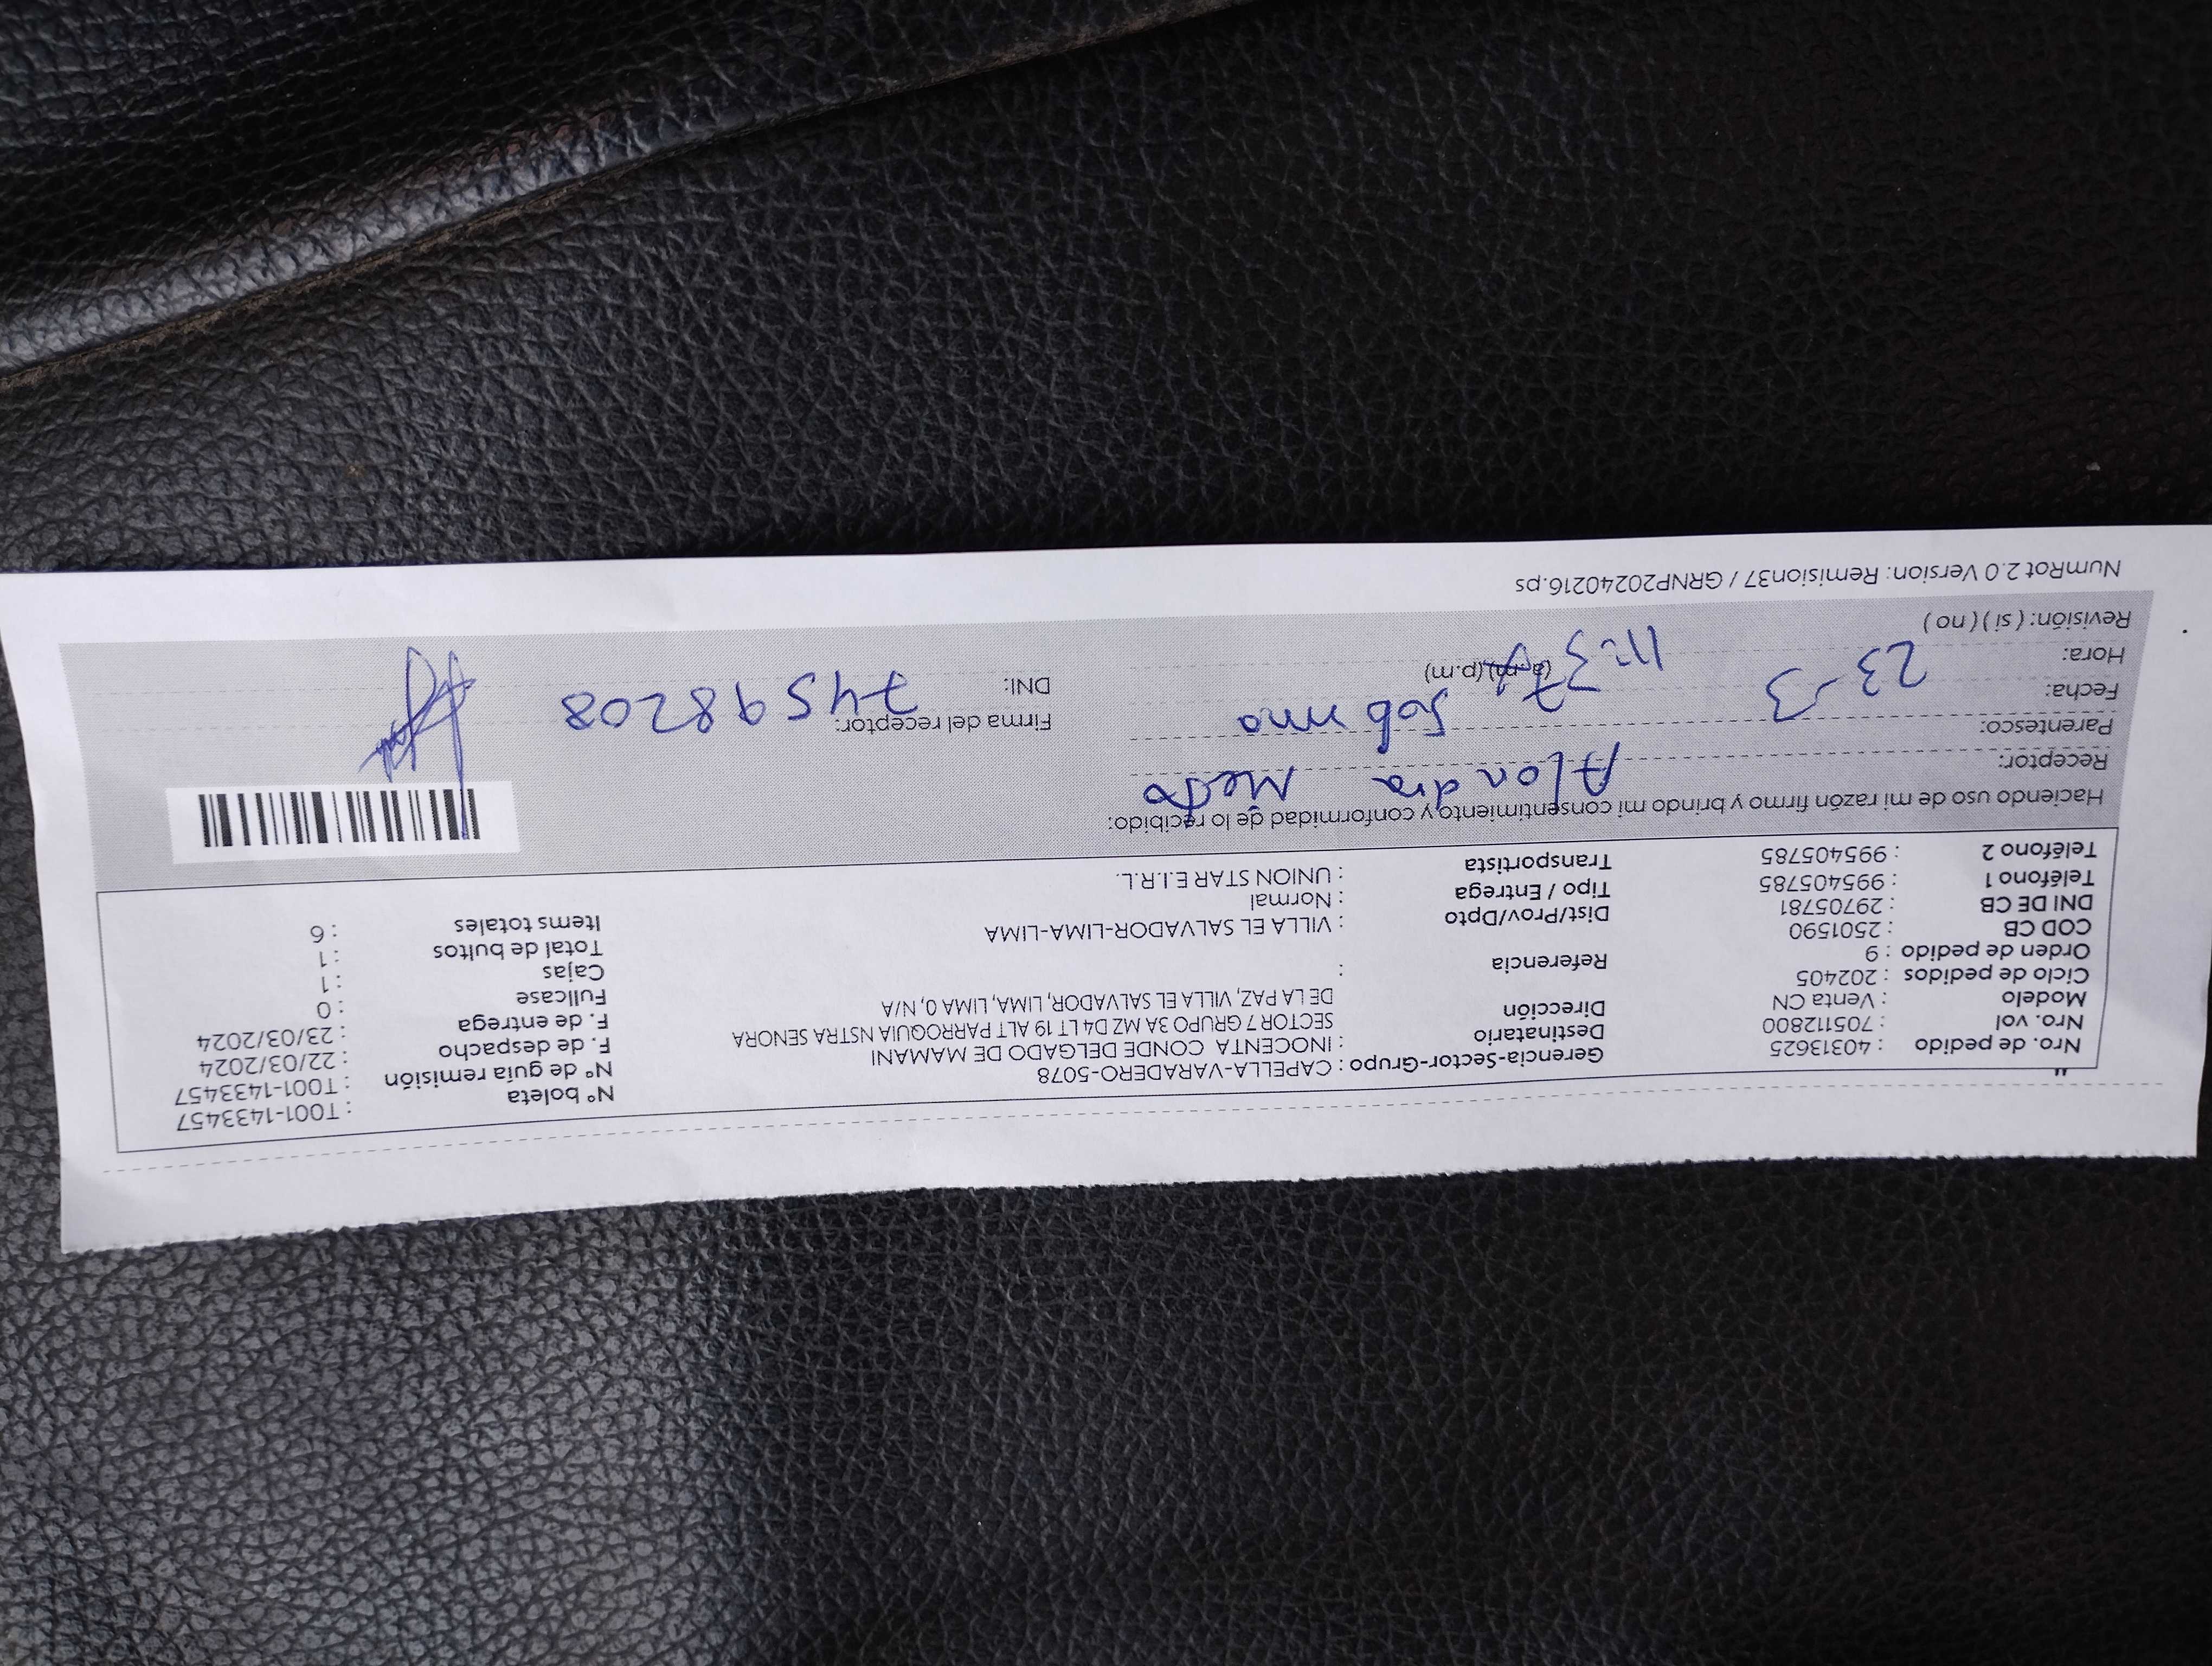 Nro. de pedido : 40313625
Nro. vol : 705112800
Modelo : Venta CN
Ciclo de pedidos : 202405
Orden de pedido : 9
COD CB : 2501590
DNI DE CB : 29705781
Teléfono 1 : 995405785
Teléfono 2 : 995405785
Gerencia-Sector-Grupo : CAPELLA-VARADERO-5078
Destinatario : INOCENTA CONDE DELGADO DE MAMANI
Dirección SECTOR 7 GRUPO 3A MZ D4 LT 19 ALT PARROQUIA NSTRA SENORA
DE LA PAZ, VILLA EL SALVADOR, LIMA, LIMA 0, N/A
Referencia :
Dist/Prov/Dpto : VILLA EL SALVADOR-LIMA-LIMA
Tipo / Entrega : Normal
Transportista : UNION STAR E.I.R.L.
N° boleta : T001-1433457
N° de guía remisión : T001-1433457
F. de despacho : 22/03/2024
F. de entrega : 23/03/2024
Fullcase : 0
Cajas : 1
Total de bultos : 1
Items totales : 6
Haciendo uso de mi razón firmo y brindo mi consentimiento y conformidad de lo recibido:
Receptor: Alondra
Parentesco: Sobrina
Fecha: 23-3
Hora: 11:37 (a.m) (p.m)
Revisión: ( si ) ( no )
Firma del receptor:
DNI: 74598208
NumRot 2.0 Version: Remision37 / GRNP20240216.ps